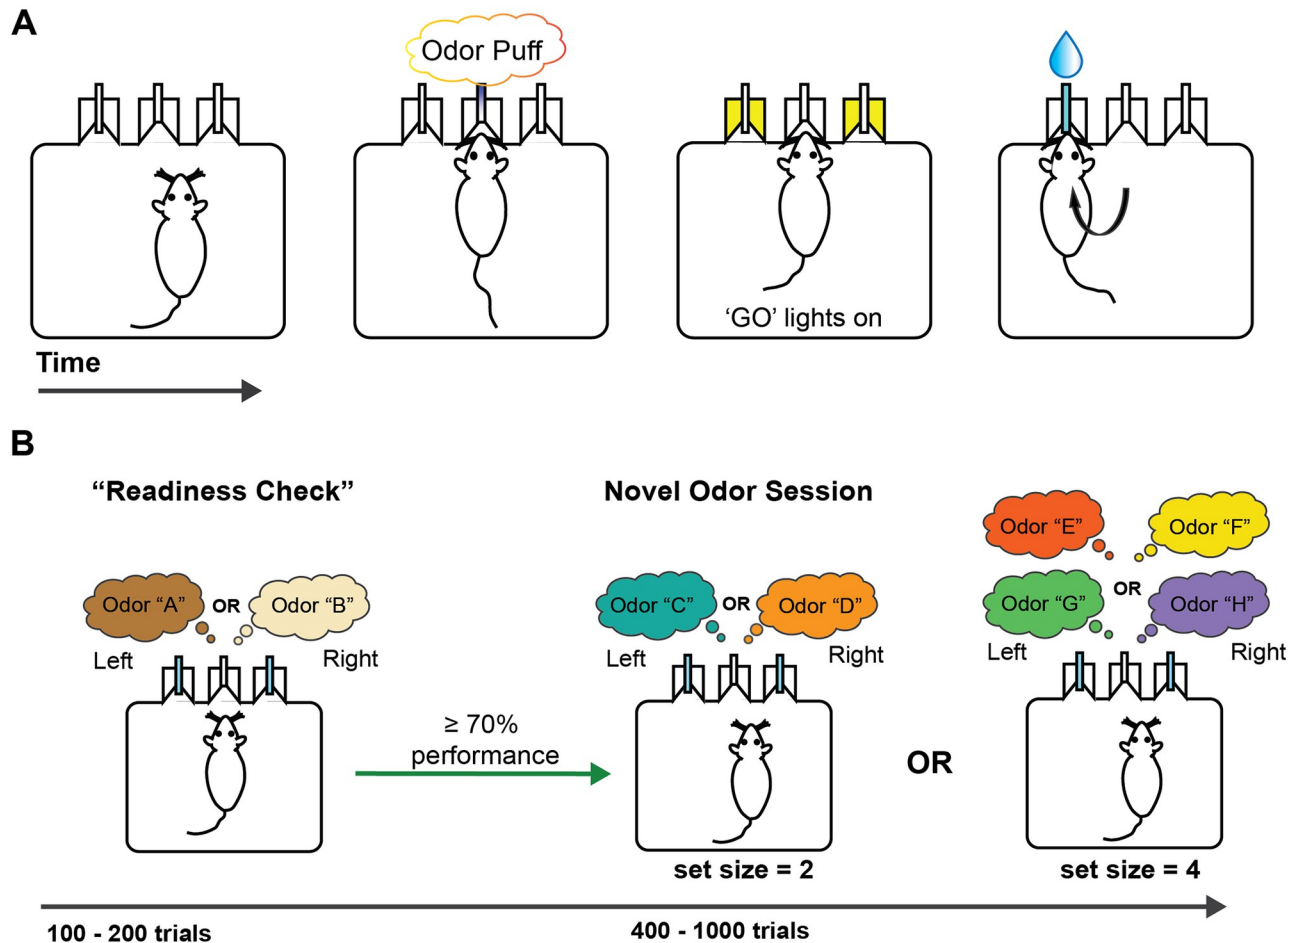 A
Odor Puff
‘GO’ lights on
Time
B
“Readiness Check”
Novel Odor Session
Odor “A”
OR
Odor “B”
Left
Right
≥ 70%
performance
Odor “C”
OR
Odor “D”
Left
Right
set size = 2
OR
Odor “E”
Odor “F”
OR
Odor “G”
Odor “H”
Left
Right
set size = 4
100 - 200 trials
400 - 1000 trials